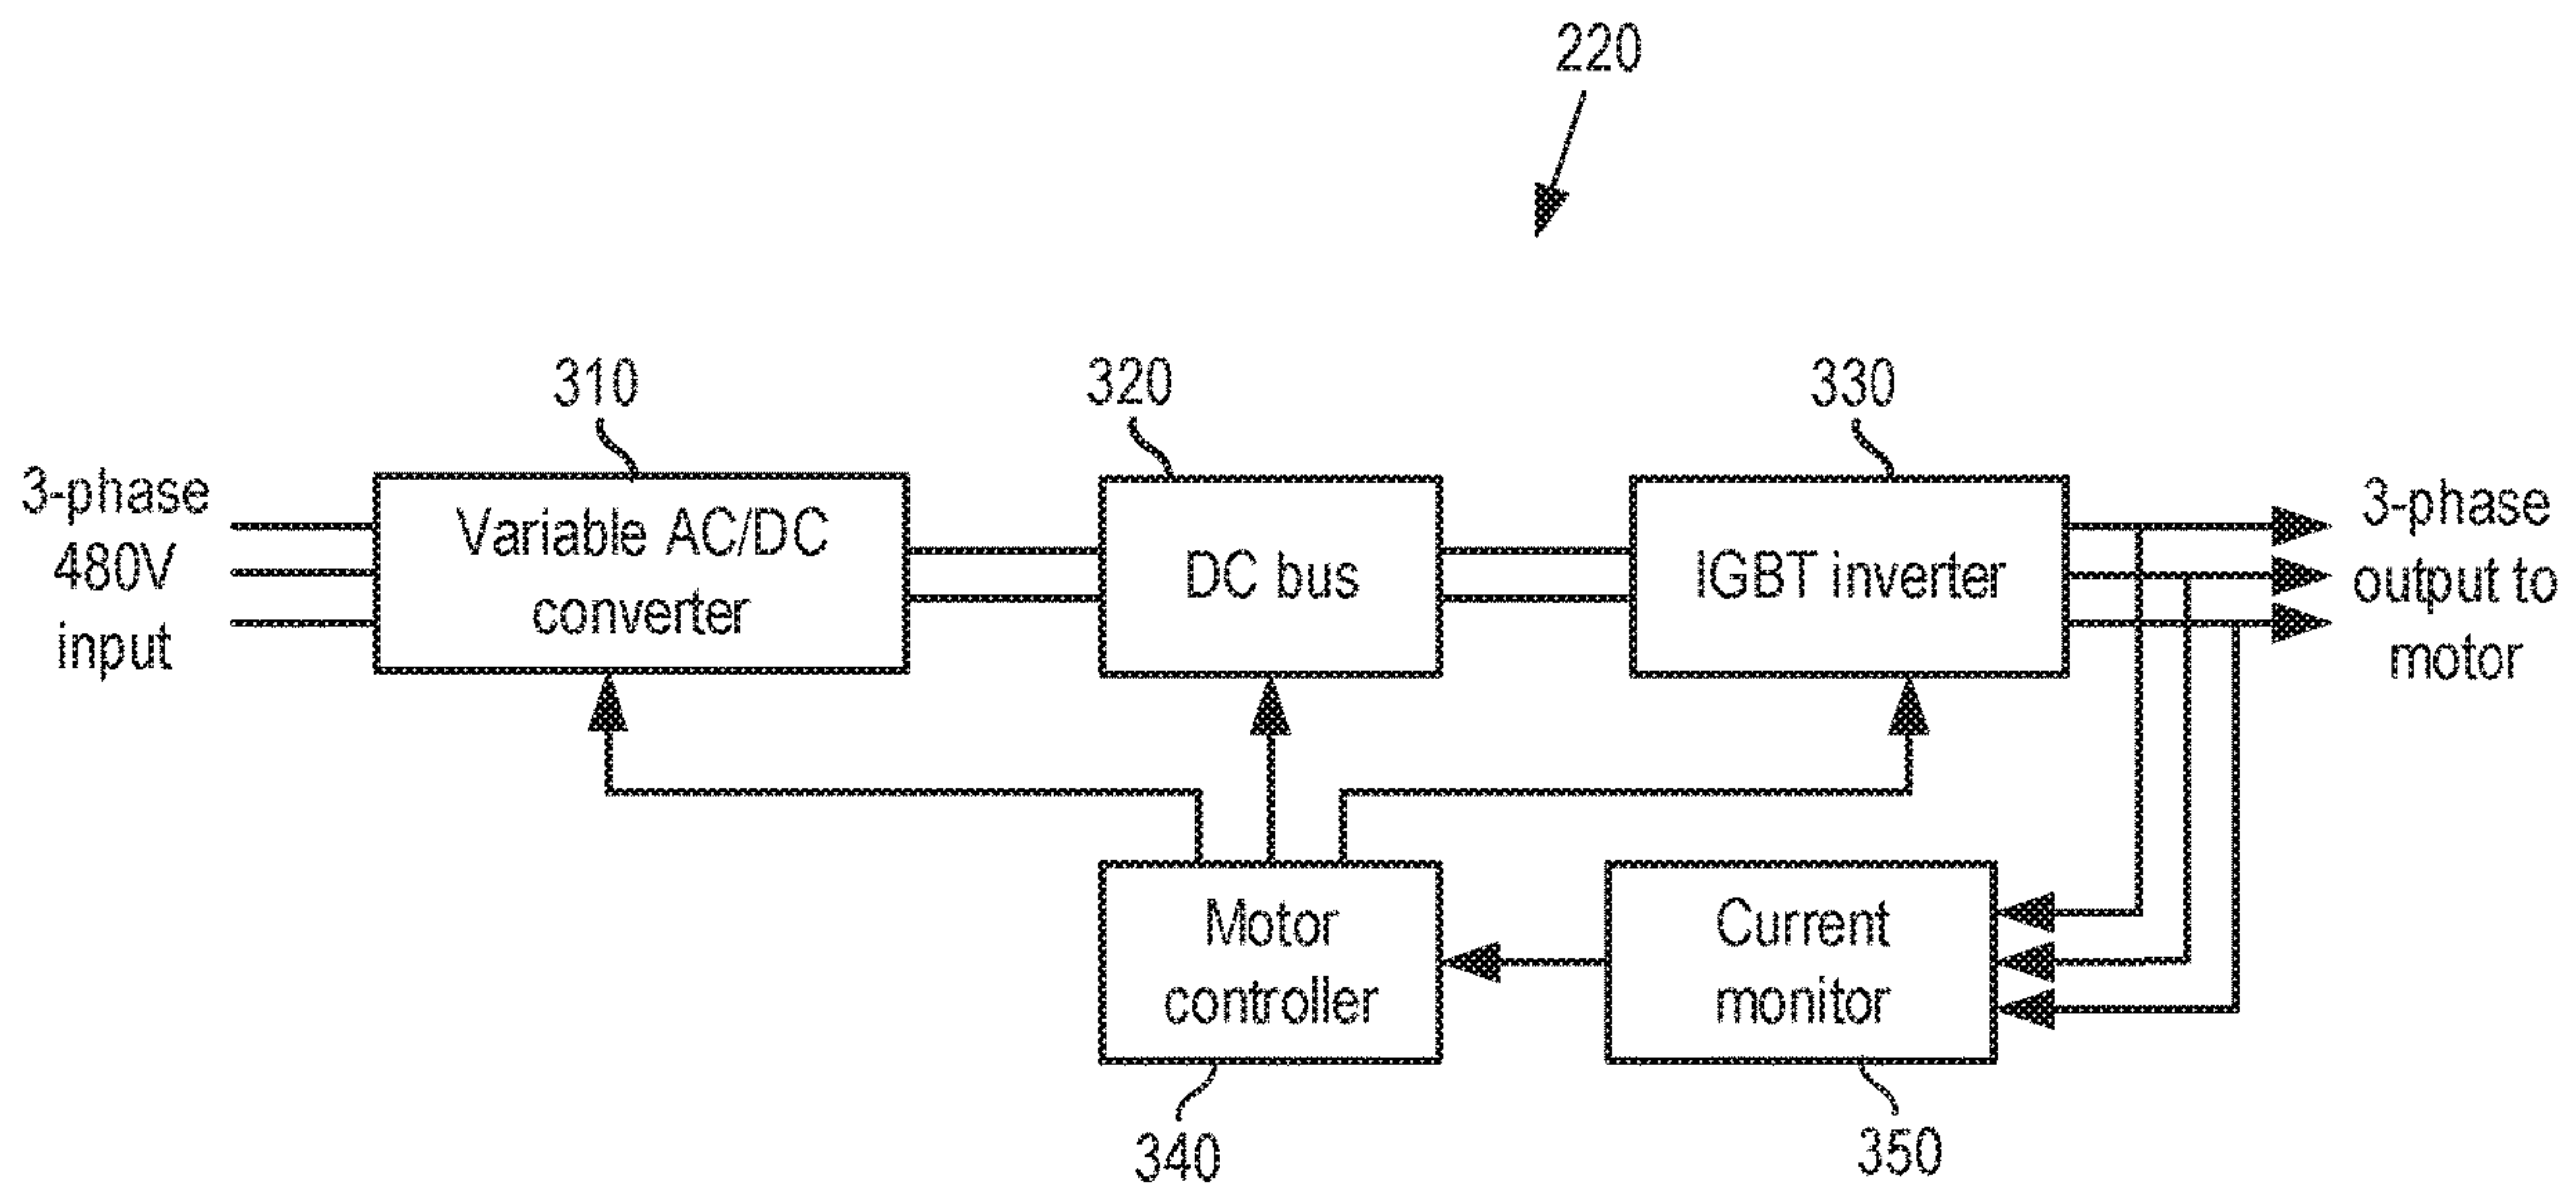 220
310
320
330
3-phase
480V
input
Variable AC/DC
converter
DC bus
IGBT inverter
3-phase
output to
motor
Motor
controller
Current
monitor
340
350